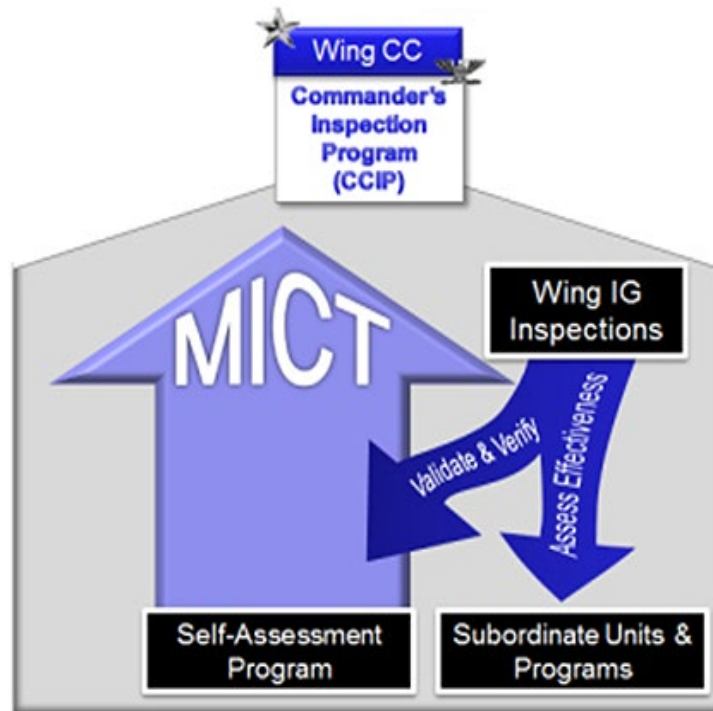 Wing CC
Commander's
Inspection
Program
(CCIP)
MICT
Wing IG
Inspections
Validate & Verify
Assess Effectiveness
Self-Assessment
Program
Subordinate Units &
Programs